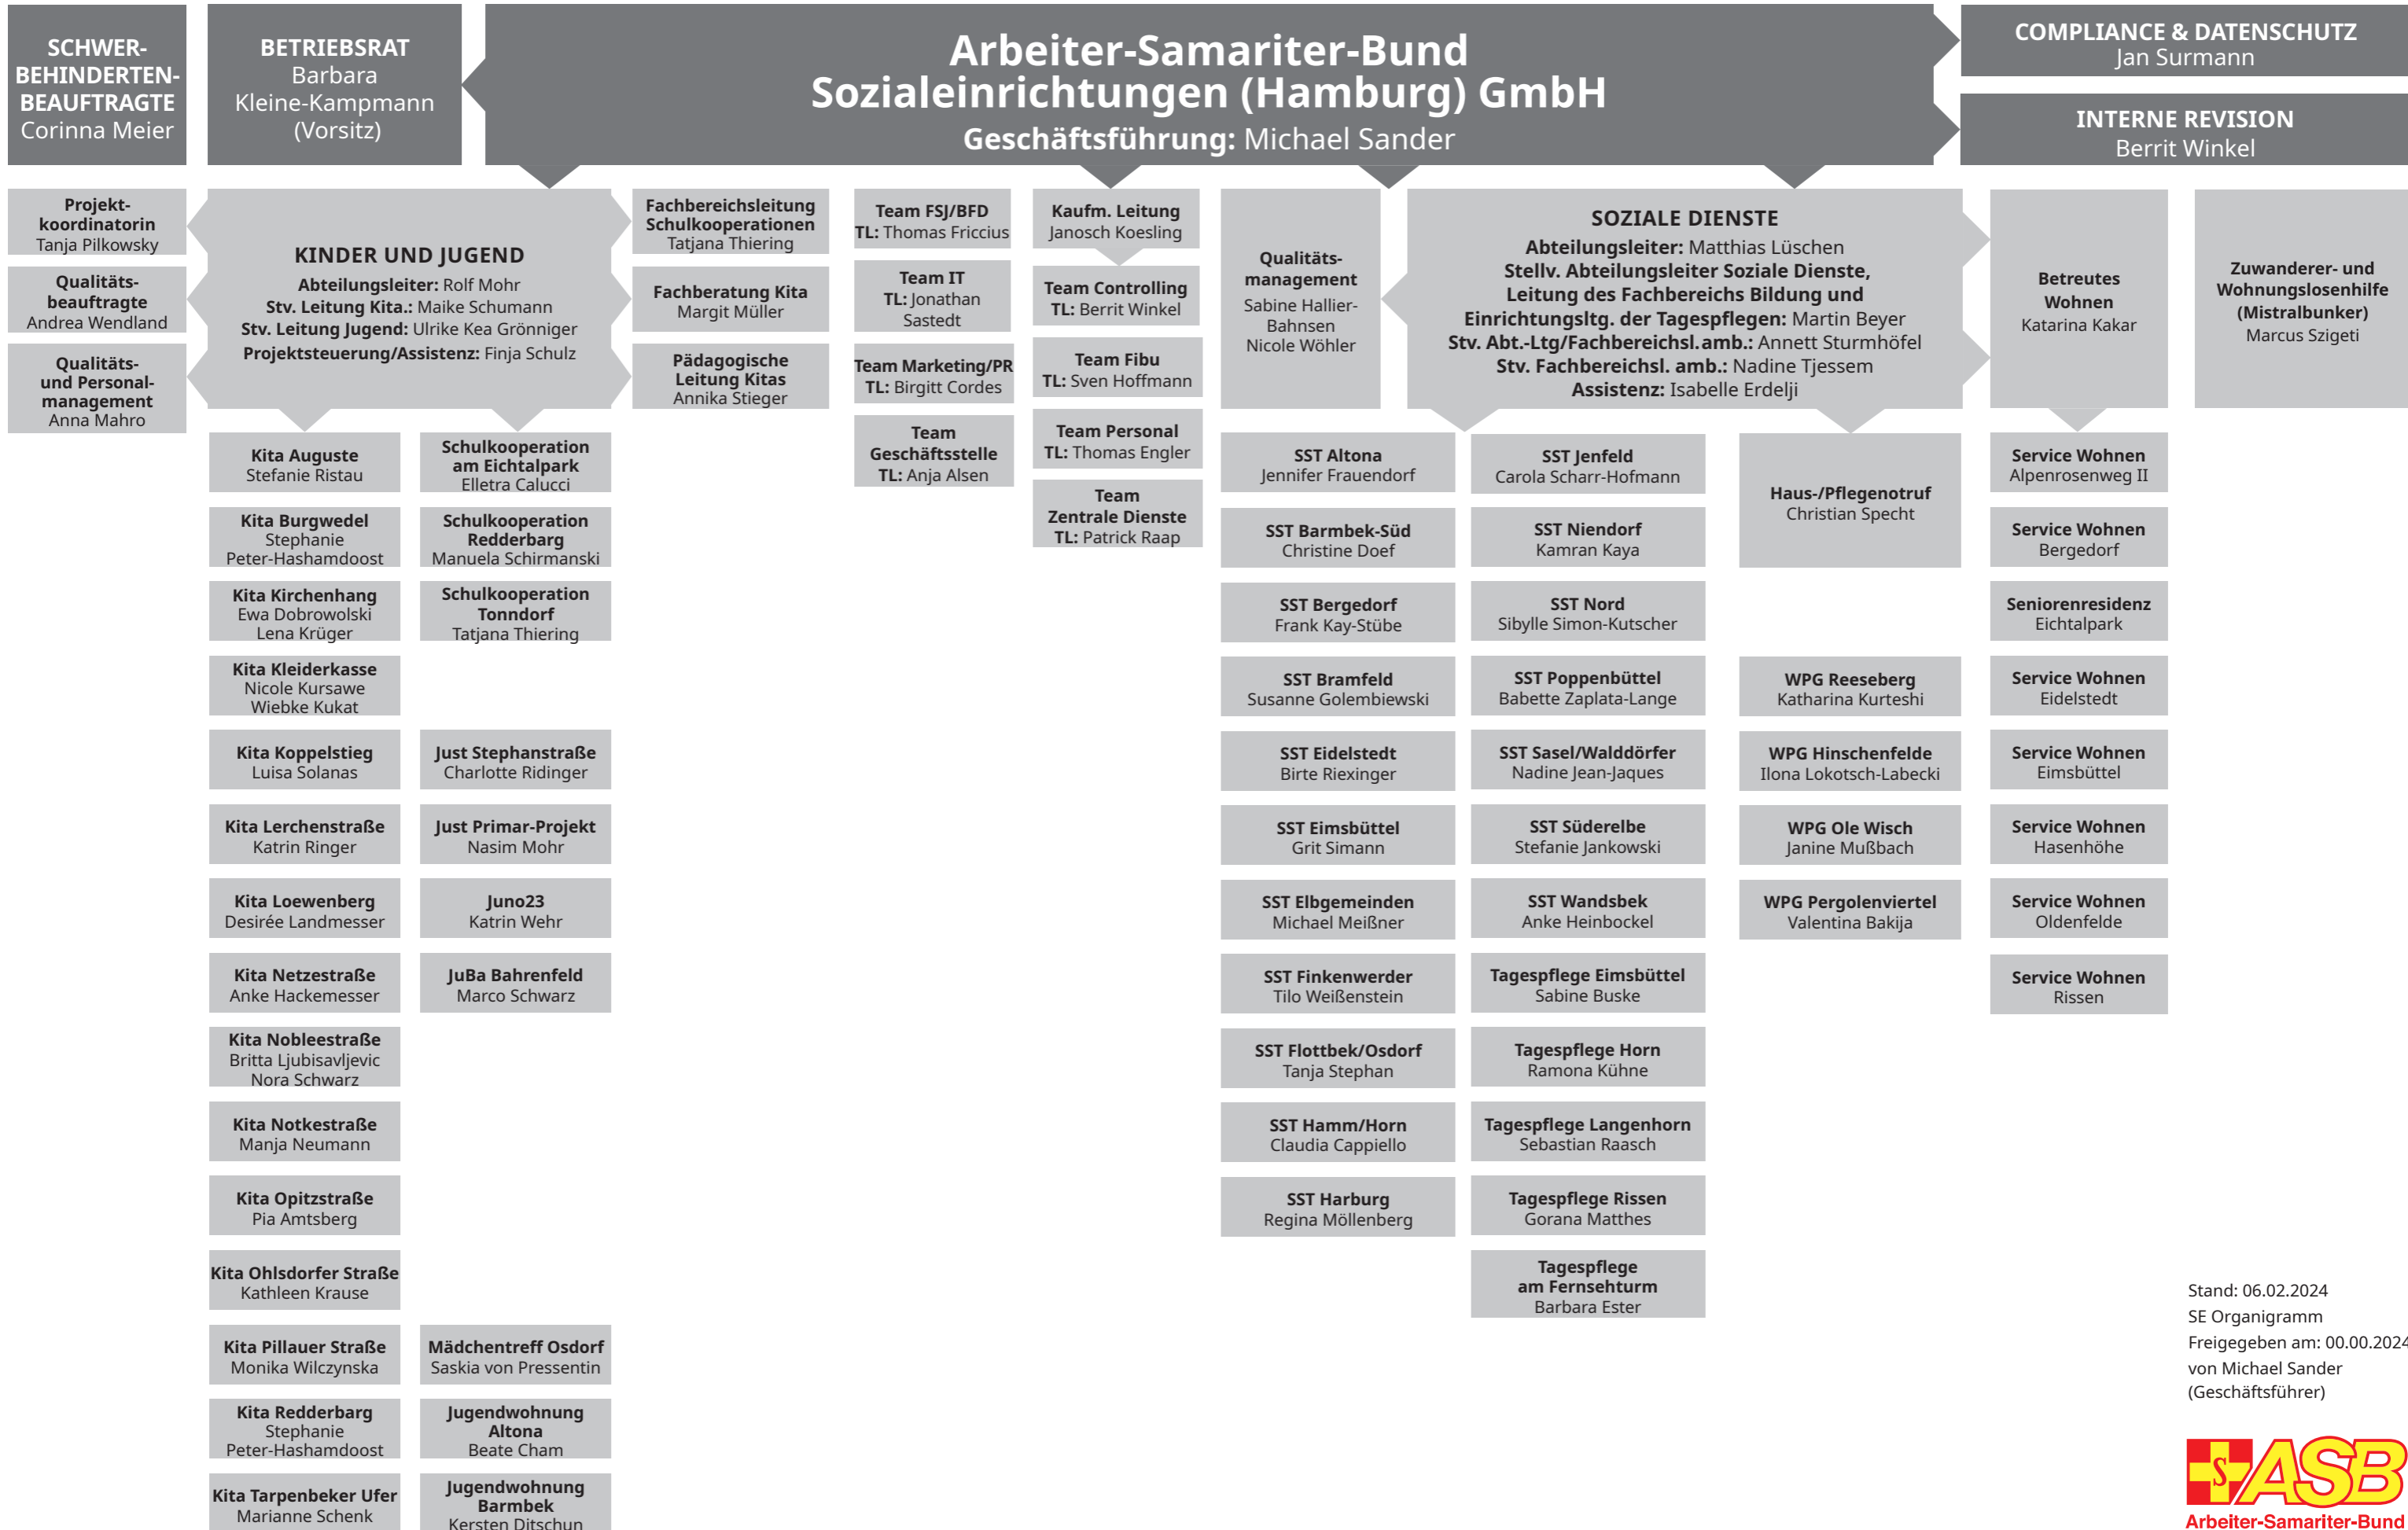 SCHWER-
BEHINDERTEN-
BEAUFTRAGTE
Corinna Meier
BETRIEBSRAT
Barbara
Kleine-Kampmann
(Vorsitz)
Arbeiter-Samariter-Bund
Sozialeinrichtungen (Hamburg) GmbH
Geschäftsführung: Michael Sander
COMPLIANCE & DATENSCHUTZ
Jan Surmann
INTERNE REVISION
Berrit Winkel
Projekt-
koordinatorin
Tanja Pilkowsky
Qualitäts-
beauftragte
Andrea Wendland
Qualitäts-
und Personal-
management
Anna Mahro
KINDER UND JUGEND
Abteilungsleiter: Rolf Mohr
Stv. Leitung Kita.: Maike Schumann
Stv. Leitung Jugend: Ulrike Kea Grönniger
Projektsteuerung/Assistenz: Finja Schulz
Fachbereichsleitung
Schulkooperationen
Tatjana Thiering
Fachberatung Kita
Margit Müller
Pädagogische
Leitung Kitas
Annika Stieger
Team FSJ/BFD
TL: Thomas Friccius
Team IT
TL: Jonathan
Sastedt
Team Marketing/PR
TL: Birgitt Cordes
Team
Geschäftsstelle
TL: Anja Alsen
Kaufm. Leitung
Janosch Koesling
Team Controlling
TL: Berrit Winkel
Team Fibu
TL: Sven Hoffmann
Team Personal
TL: Thomas Engler
Team
Zentrale Dienste
TL: Patrick Raap
Qualitäts-
management
Sabine Hallier-
Bahnsen
Nicole Wöhler
SOZIALE DIENSTE
Abteilungsleiter: Matthias Lüschen
Stellv. Abteilungsleiter Soziale Dienste,
Leitung des Fachbereichs Bildung und
Einrichtungsltg. der Tagespflegen: Martin Beyer
Stv. Abt.-Ltg/Fachbereichsl.amb.: Annett Sturmhöfel
Stv. Fachbereichsl. amb.: Nadine Tjessem
Assistenz: Isabelle Erdelji
Betreutes
Wohnen
Katarina Kakar
Zuwanderer- und
Wohnungslosenhilfe
(Mistralbunker)
Marcus Szigeti
Kita Auguste
Stefanie Ristau
Kita Burgwedel
Stephanie
Peter-Hashamdoost
Kita Kirchenhang
Ewa Dobrowolski
Lena Krüger
Kita Kleiderkasse
Nicole Kursawe
Wiebke Kukat
Kita Koppelstieg
Luisa Solanas
Kita Lerchenstraße
Katrin Ringer
Kita Loewenberg
Desirée Landmesser
Kita Netzestraße
Anke Hackemesser
Kita Nobleestraße
Britta Ljubisavljevic
Nora Schwarz
Kita Notkestraße
Manja Neumann
Kita Opitzstraße
Pia Amtsberg
Kita Ohlsdorfer Straße
Kathleen Krause
Kita Pillauer Straße
Monika Wilczynska
Kita Redderbarg
Stephanie
Peter-Hashamdoost
Kita Tarpenbeker Ufer
Marianne Schenk
Schulkooperation
am Eichtalpark
Elletra Calucci
Schulkooperation
Redderbarg
Manuela Schirmanski
Schulkooperation
Tonndorf
Tatjana Thiering
Just Stephanstraße
Charlotte Ridinger
Just Primar-Projekt
Nasim Mohr
Juno23
Katrin Wehr
JuBa Bahrenfeld
Marco Schwarz
Mädchentreff Osdorf
Saskia von Pressentin
Jugendwohnung
Altona
Beate Cham
Jugendwohnung
Barmbek
Kersten Ditschun
SST Altona
Jennifer Frauendorf
SST Barmbek-Süd
Christine Doef
SST Bergedorf
Frank Kay-Stübe
SST Bramfeld
Susanne Golembiewski
SST Eidelstedt
Birte Riexinger
SST Eimsbüttel
Grit Simann
SST Elbgemeinden
Michael Meißner
SST Finkenwerder
Tilo Weißenstein
SST Flottbek/Osdorf
Tanja Stephan
SST Hamm/Horn
Claudia Cappiello
SST Harburg
Regina Möllenberg
SST Jenfeld
Carola Scharr-Hofmann
SST Niendorf
Kamran Kaya
SST Nord
Sibylle Simon-Kutscher
SST Poppenbüttel
Babette Zaplata-Lange
SST Sasel/Walddörfer
Nadine Jean-Jaques
SST Süderelbe
Stefanie Jankowski
SST Wandsbek
Anke Heinbockel
Tagespflege Eimsbüttel
Sabine Buske
Tagespflege Horn
Ramona Kühne
Tagespflege Langenhorn
Sebastian Raasch
Tagespflege Rissen
Gorana Matthes
Tagespflege
am Fernsehturm
Barbara Ester
Haus-/Pflegenotruf
Christian Specht
WPG Reeseberg
Katharina Kurteshi
WPG Hinschenfelde
Ilona Lokotsch-Labecki
WPG Ole Wisch
Janine Mußbach
WPG Pergolenviertel
Valentina Bakija
Service Wohnen
Alpenrosenweg II
Service Wohnen
Bergedorf
Seniorenresidenz
Eichtalpark
Service Wohnen
Eidelstedt
Service Wohnen
Eimsbüttel
Service Wohnen
Hasenhöhe
Service Wohnen
Oldenfelde
Service Wohnen
Rissen
Stand: 06.02.2024
SE Organigramm
Freigegeben am: 00.00.2024
von Michael Sander
(Geschäftsführer)
S ASB
Arbeiter-Samariter-Bund